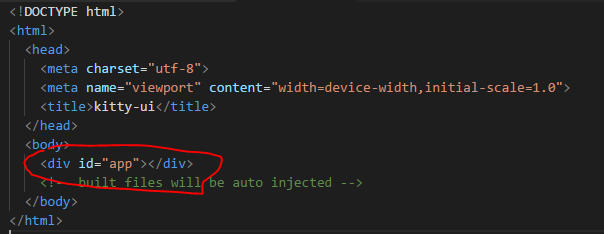 <!DOCTYPE html>
<html>
<head>
<meta charset="utf-8">
<meta name="viewport" content="width=device-width,initial-scale=1.0">
<title>kitty-ui</title>
</head>
<body>
<div id="app"></div>
<!-- built files will be auto injected -->
</body>
</html>